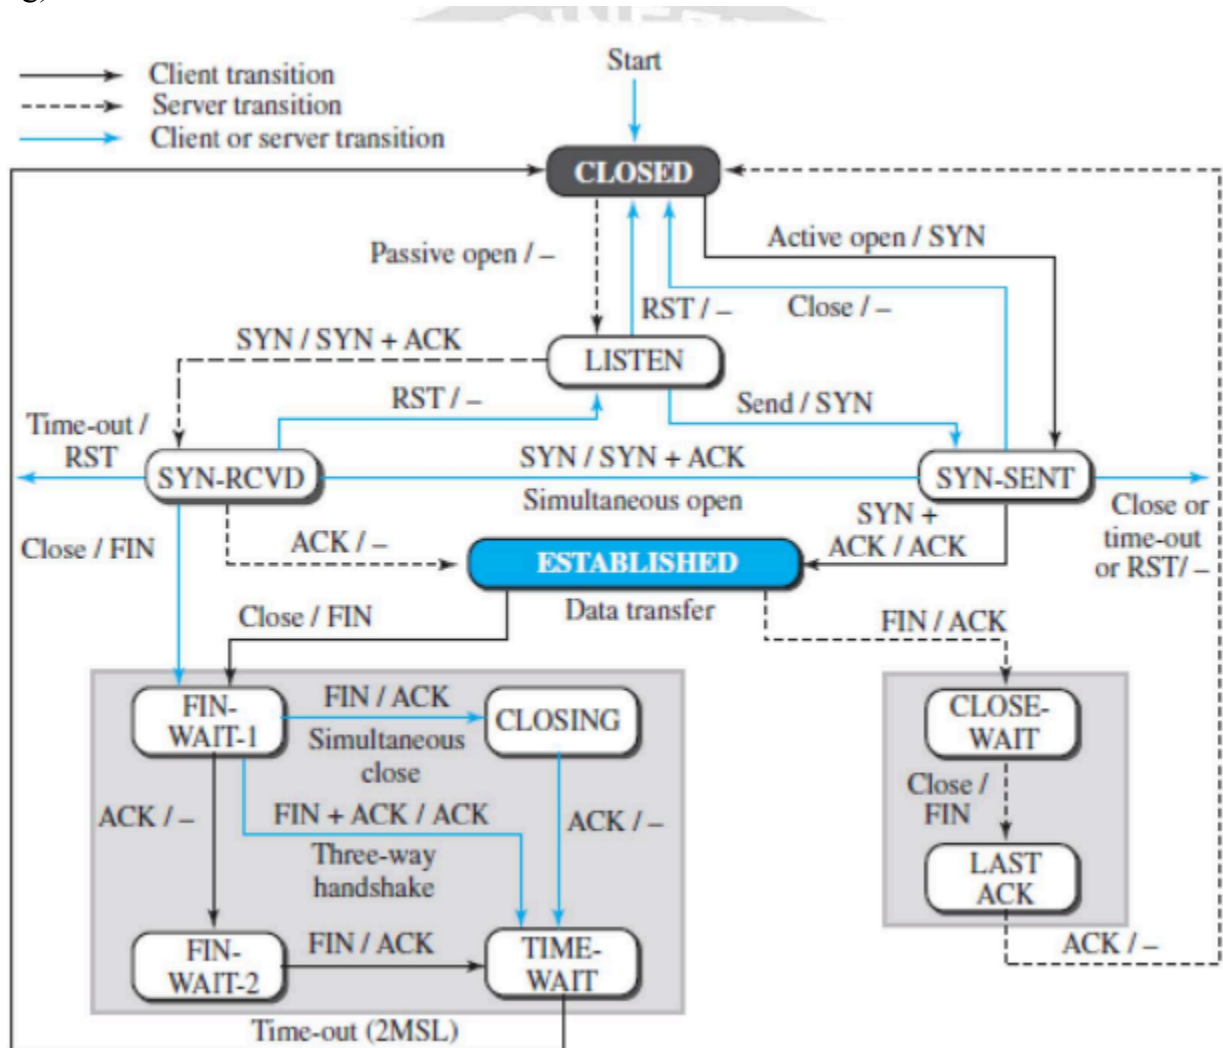 Client transition
Server transition
Client or server transition
Start
CLOSED
Passive open / –
Active open / SYN
RST / –
Close / –
SYN / SYN + ACK
LISTEN
RST / –
Send / SYN
Time-out /
RST
SYN-RCVD
SYN / SYN + ACK
Simultaneous open
SYN-SENT
Close or
time-out
or RST/ –
Close / FIN
ACK / –
SYN +
ACK / ACK
ESTABLISHED
Data transfer
Close / FIN
FIN / ACK
FIN-
WAIT-1
FIN / ACK
Simultaneous
close
CLOSING
CLOSE-
WAIT
ACK / –
FIN + ACK / ACK
Three-way
handshake
ACK / –
Close /
FIN
LAST
ACK
FIN-
WAIT-2
FIN / ACK
TIME-
WAIT
ACK / –
Time-out (2MSL)